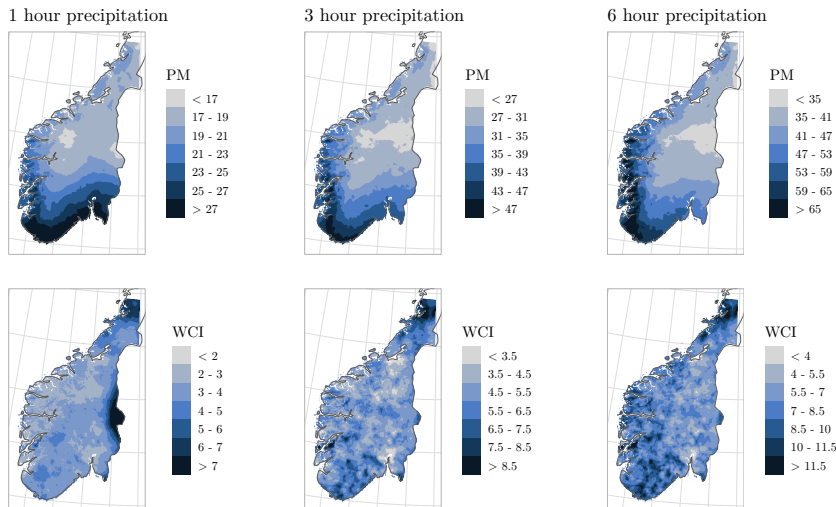 1 hour precipitation
PM
< 17
17 - 19
19 - 21
21 - 23
23 - 25
25 - 27
> 27
3 hour precipitation
PM
< 27
27 - 31
31 - 35
35 - 39
39 - 43
43 - 47
> 47
6 hour precipitation
PM
< 35
35 - 41
41 - 47
47 - 53
53 - 59
59 - 65
> 65
WCI
< 2
2 - 3
3 - 4
4 - 5
5 - 6
6 - 7
> 7
WCI
< 3.5
3.5 - 4.5
4.5 - 5.5
5.5 - 6.5
6.5 - 7.5
7.5 - 8.5
> 8.5
WCI
< 4
4 - 5.5
5.5 - 7
7 - 8.5
8.5 - 10
10 - 11.5
> 11.5